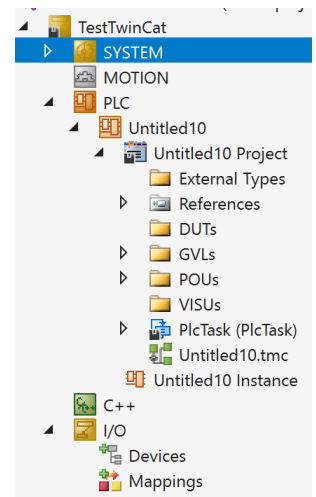 TestTwinCat
SYSTEM
MOTION
PLC
Untitled10
Untitled10 Project
External Types
References
DUTs
GVLs
POUs
VISUs
PlcTask (PlcTask)
Untitled10.tmc
Untitled10 Instance
C++
I/O
Devices
Mappings